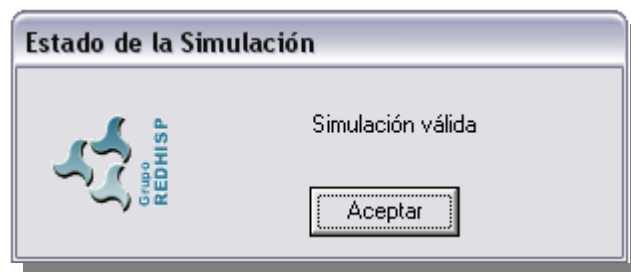 Estado de la Simulación
Grupo
REDHISP
Simulación válida
Aceptar